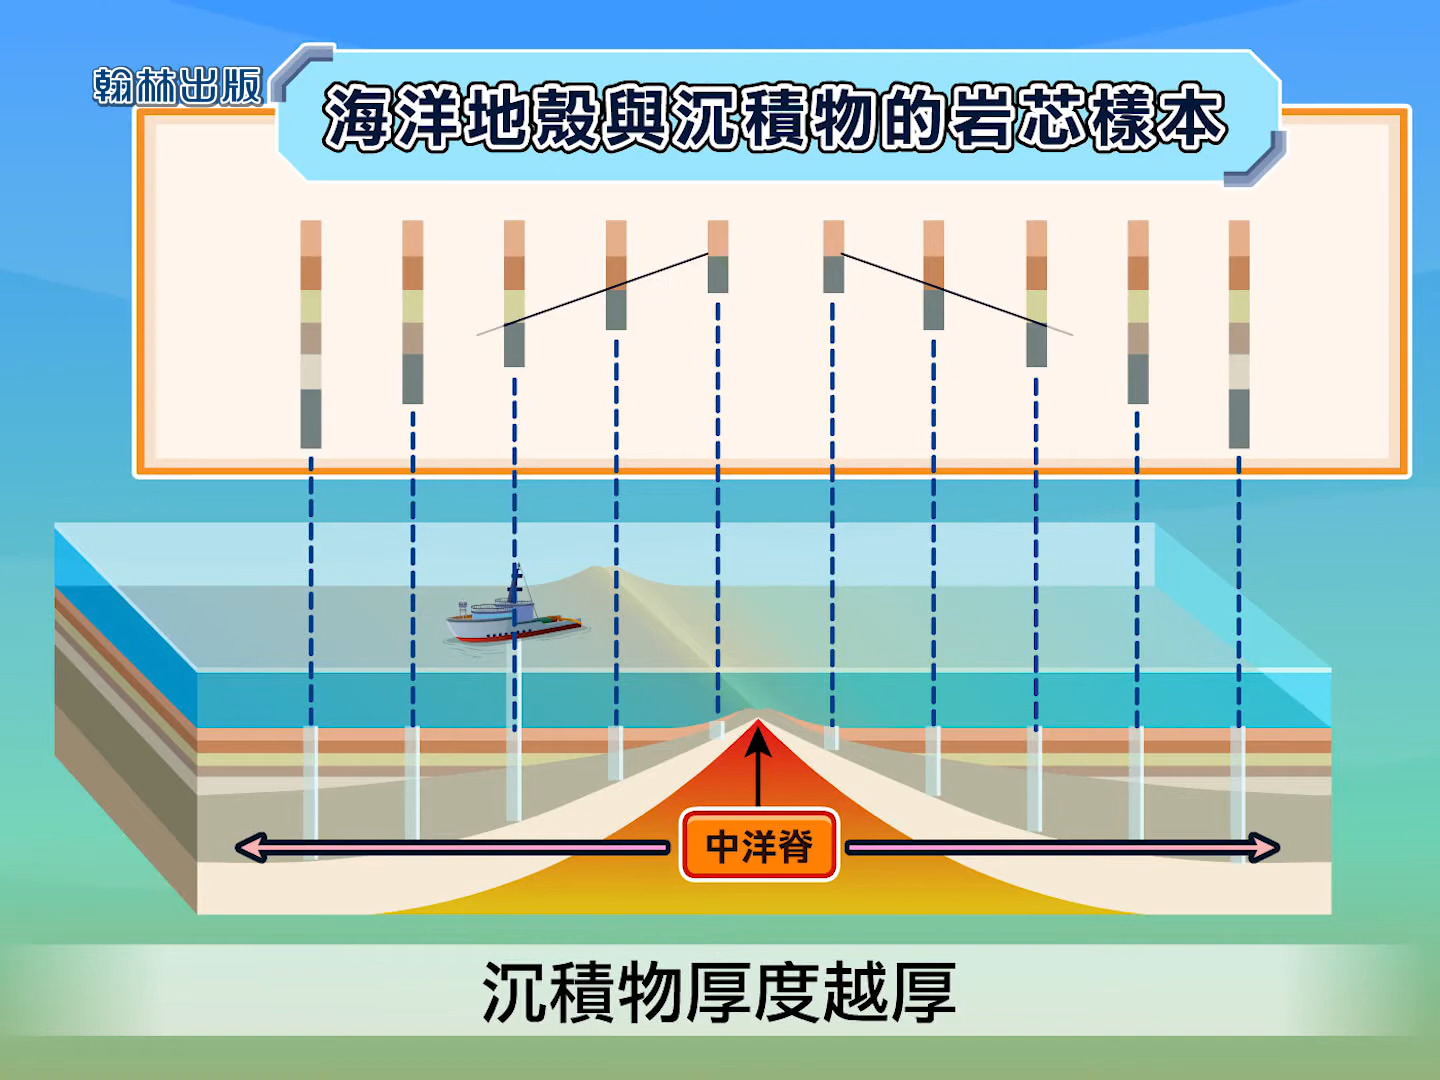 翰林出版
海洋地殼與沉積物的岩芯樣本
中洋脊
沉積物厚度越厚